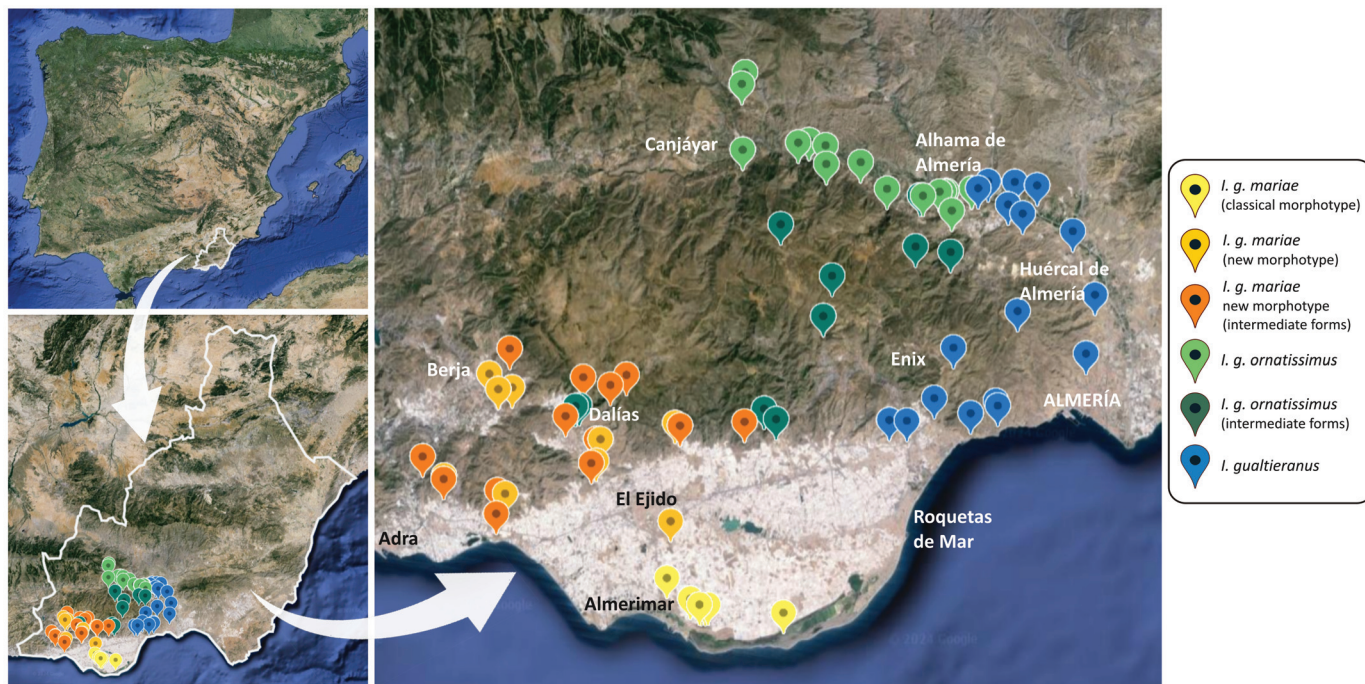 Canjáyar
Alhama de
Almería
Huércal de
Almería
Berja
Enix
Dalías
ALMERÍA
El Ejido
Roquetas
de Mar
Adra
Almerimar
I. g. mariae
(classical morphotype)
I. g. mariae
(new morphotype)
I. g. mariae
new morphotype
(intermediate forms)
I. g. ornatissimus
I. g. ornatissimus
(intermediate forms)
I. gualtieranus